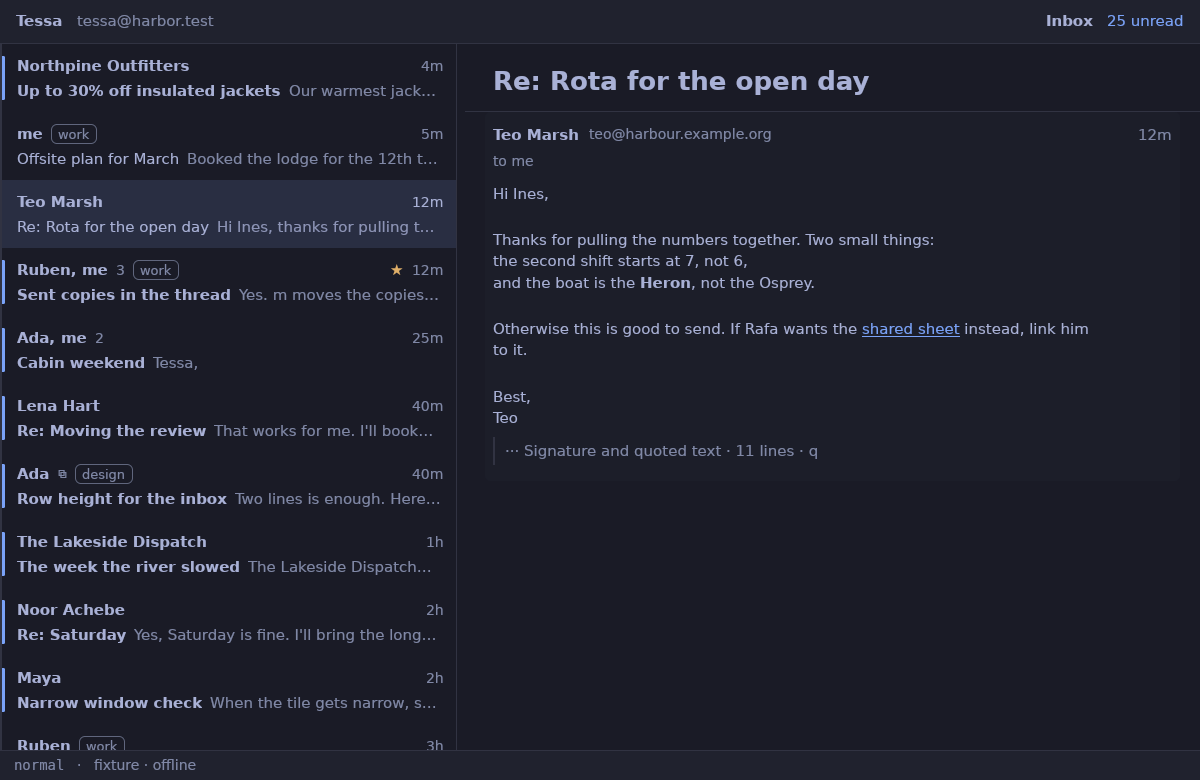 Tessa tessa@harbor.test
Inbox 25 unread
Northpine Outfitters 4m
Up to 30% off insulated jackets Our warmest jack…
me work 5m
Offsite plan for March Booked the lodge for the 12th t…
Teo Marsh 12m
Re: Rota for the open day Hi Ines, thanks for pulling t…
Ruben, me 3 work ★ 12m
Sent copies in the thread Yes. m moves the copies…
Ada, me 2 25m
Cabin weekend Tessa,
Lena Hart 40m
Re: Moving the review That works for me. I'll book…
Ada design 40m
Row height for the inbox Two lines is enough. Here…
The Lakeside Dispatch 1h
The week the river slowed The Lakeside Dispatch…
Noor Achebe 2h
Re: Saturday Yes, Saturday is fine. I'll bring the long…
Maya 2h
Narrow window check When the tile gets narrow, s…
Ruben work 3h
Re: Rota for the open day
Teo Marsh teo@harbour.example.org 12m
to me
Hi Ines,
Thanks for pulling the numbers together. Two small things:
the second shift starts at 7, not 6,
and the boat is the Heron, not the Osprey.
Otherwise this is good to send. If Rafa wants the shared sheet instead, link him
to it.
Best,
Teo
··· Signature and quoted text · 11 lines · q
normal · fixture · offline